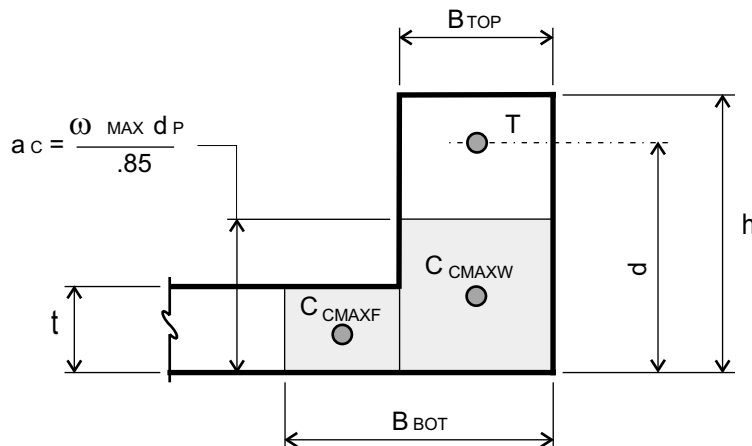 B TOP
a C = ω MAX d P
.85
T
h
d
C CMAXW
C CMAXF
t
B BOT